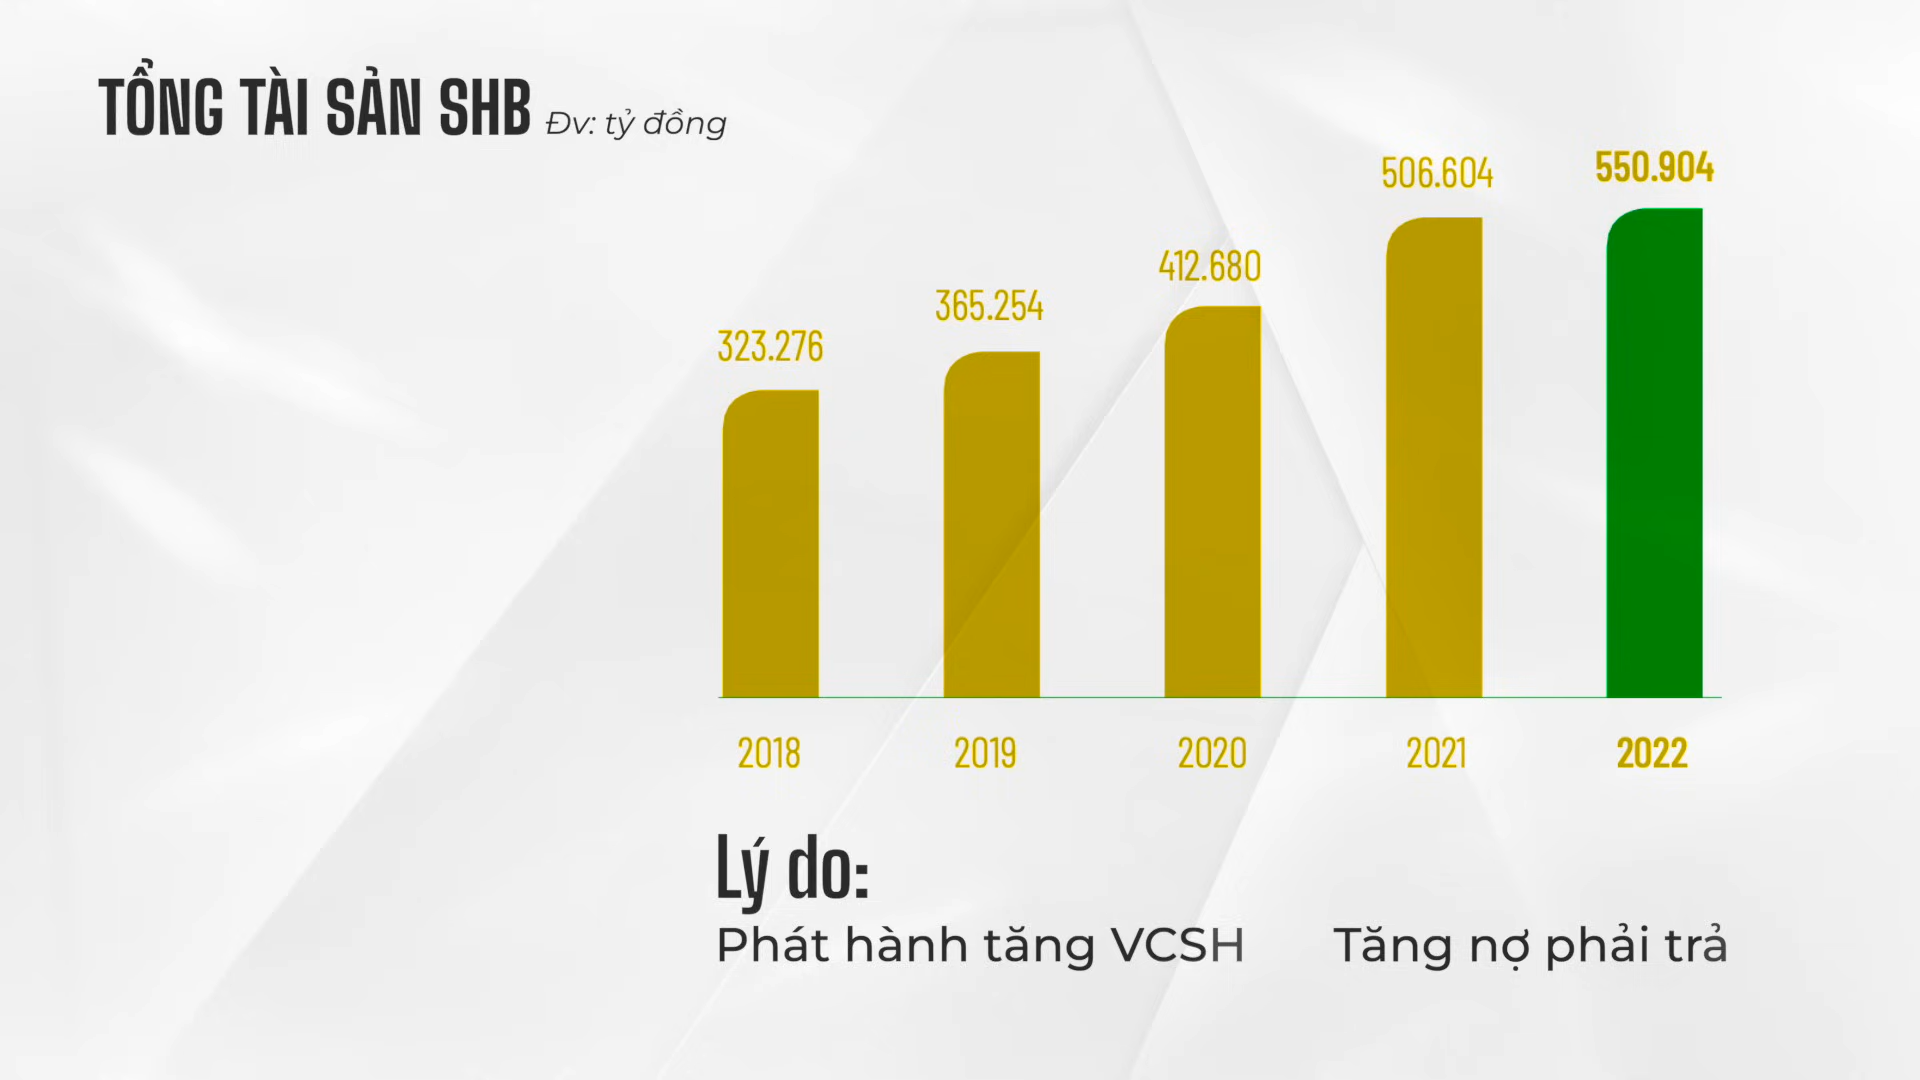 TỔNG TÀI SẢN SHB Đv: tỷ đồng
323.276
365.254
412.680
506.604
550.904
2018
2019
2020
2021
2022
Lý do:
Phát hành tăng VCSH
Tăng nợ phải trả